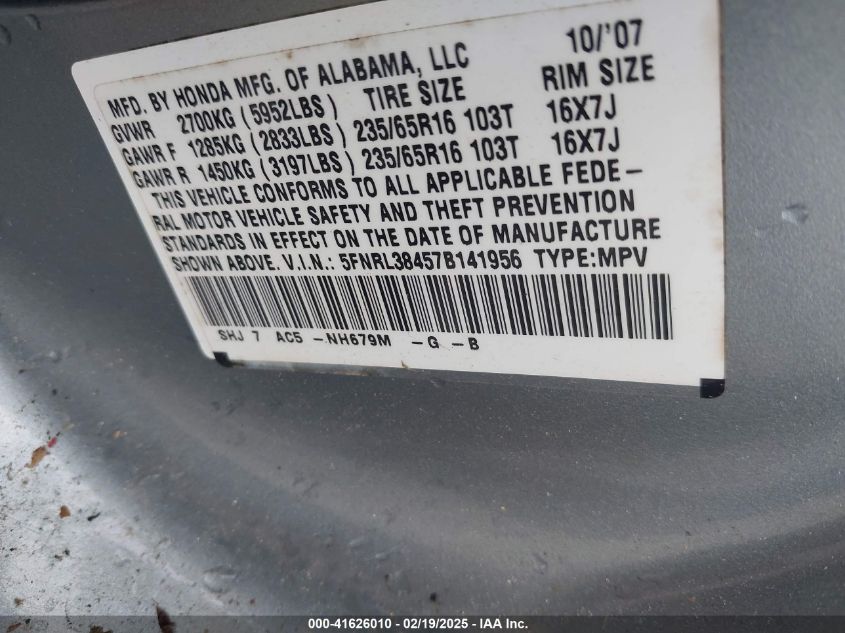 MFD. BY HONDA MFG. OF ALABAMA, LLC 10/'07
GVWR 2700KG (5952LBS) TIRE SIZE RIM SIZE
GAWR F 1285KG (2833LBS) 235/65R16 103T 16X7J
GAWR R 1450KG (3197LBS) 235/65R16 103T 16X7J
THIS VEHICLE CONFORMS TO ALL APPLICABLE FEDE-
RAL MOTOR VEHICLE SAFETY AND THEFT PREVENTION
STANDARDS IN EFFECT ON THE DATE OF MANUFACTURE
SHOWN ABOVE. V.I.N.: 5FNRL38457B141956 TYPE:MPV
SHJ 7 AC5 -NH679M -G -B
000-41626010 - 02/19/2025 - IAA Inc.